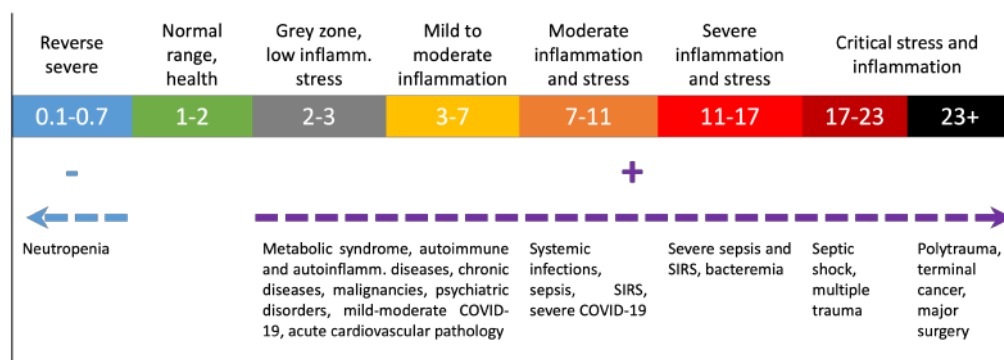 Reverse
severe
Normal
range,
health
Grey zone,
low inflamm.
stress
Mild to
moderate
inflammation
Moderate
inflammation
and stress
Severe
inflammation
and stress
Critical stress and
inflammation
0.1-0.7
1-2
2-3
3-7
7-11
11-17
17-23
23+
-
+
Neutropenia
Metabolic syndrome, autoimmune
and autoinflamm. diseases, chronic
diseases, malignancies, psychiatric
disorders, mild-moderate COVID-
19, acute cardiovascular pathology
Systemic
infections,
sepsis, SIRS,
severe COVID-19
Severe sepsis and
SIRS, bacteremia
Septic
shock,
multiple
trauma
Polytrauma,
terminal
cancer,
major
surgery